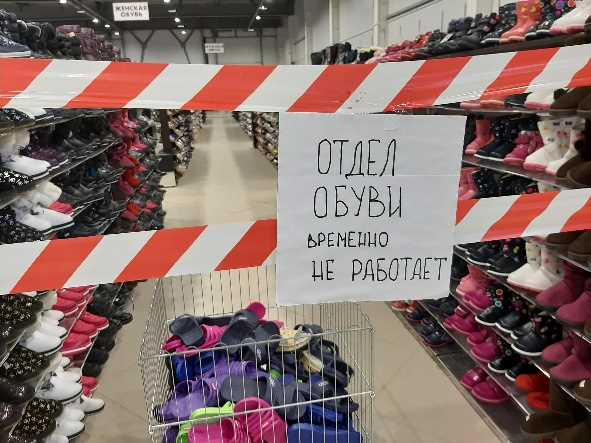 ЖЕНСКАЯ
ОБУВЬ
ОТДЕЛ
ОБУВИ
ВРЕМЕННО
НЕ РАБОТАЕТ